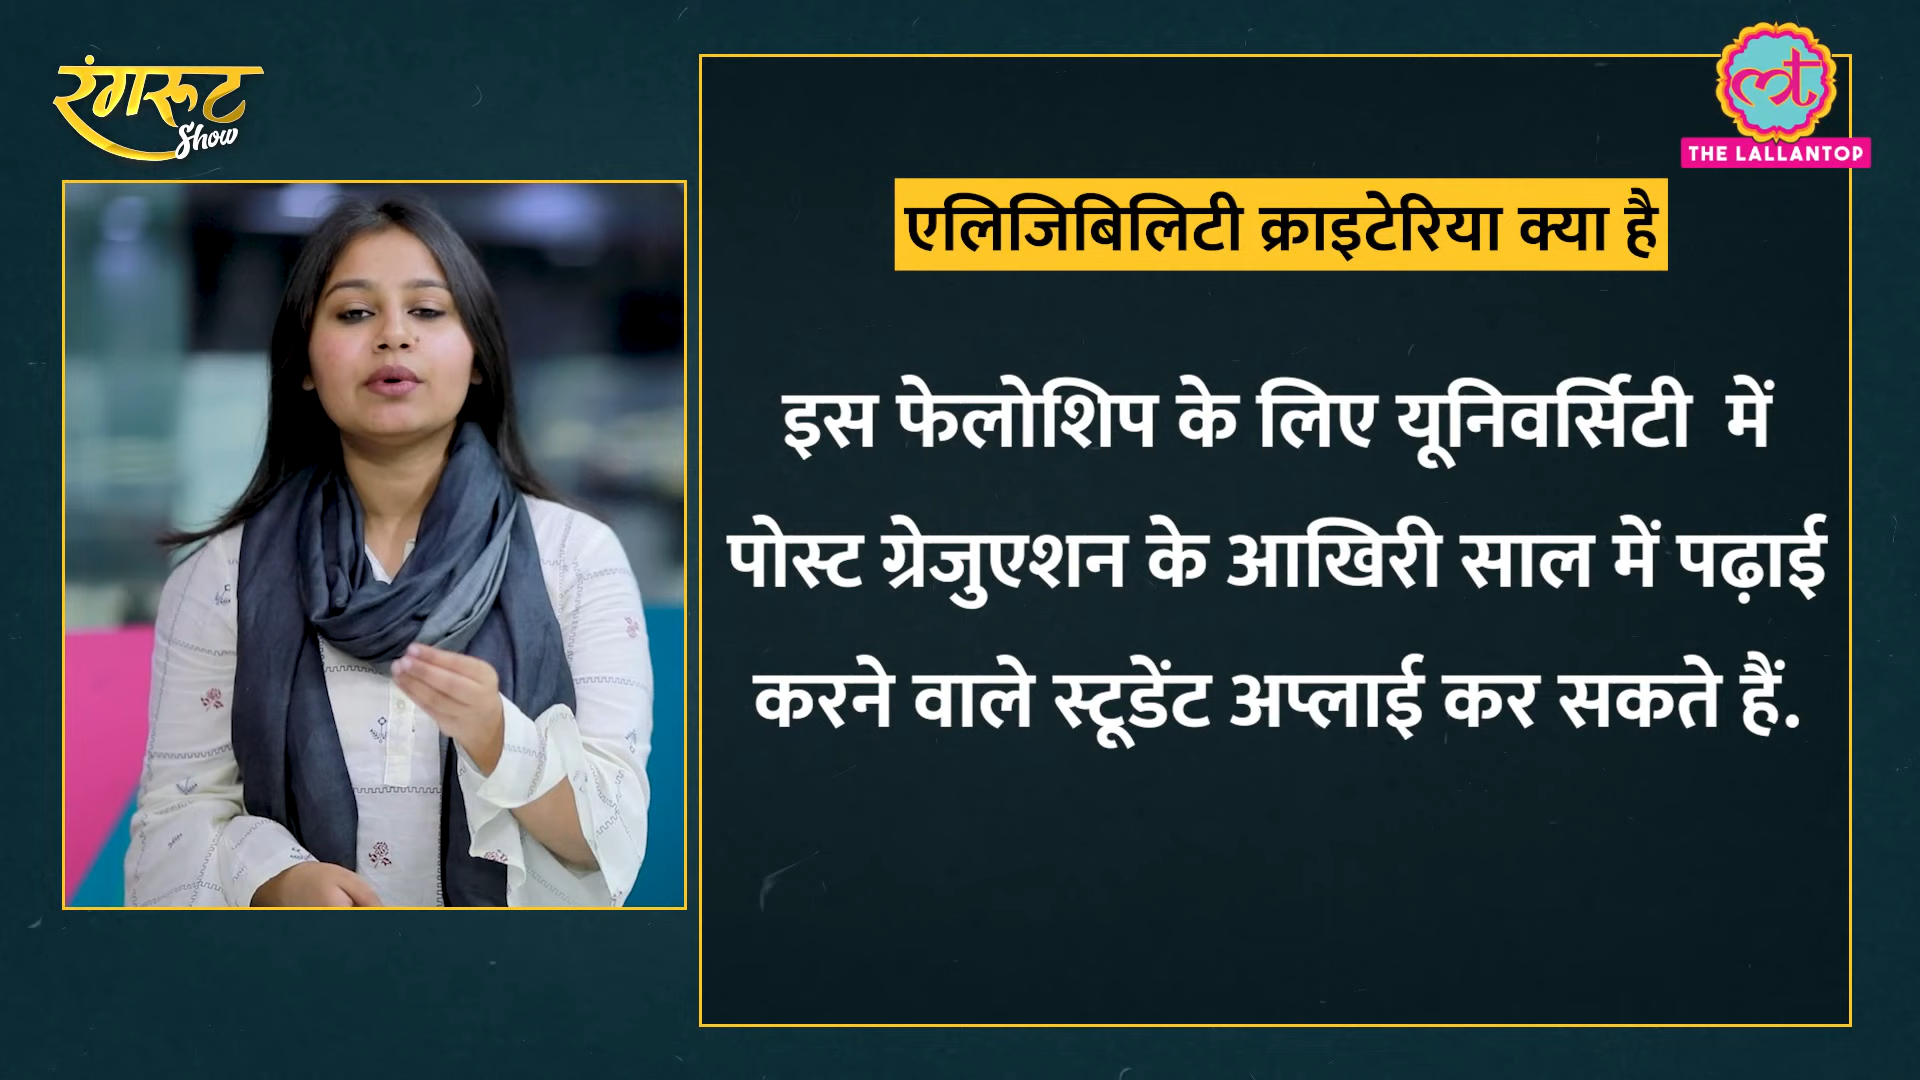 रंगरूट
Show
THE LALLANTOP
एलिजिबिलिटी क्राइटेरिया क्या है
इस फेलोशिप के लिए यूनिवर्सिटी में
पोस्ट ग्रेजुएशन के आखिरी साल में पढ़ाई
करने वाले स्टूडेंट अप्लाई कर सकते हैं.